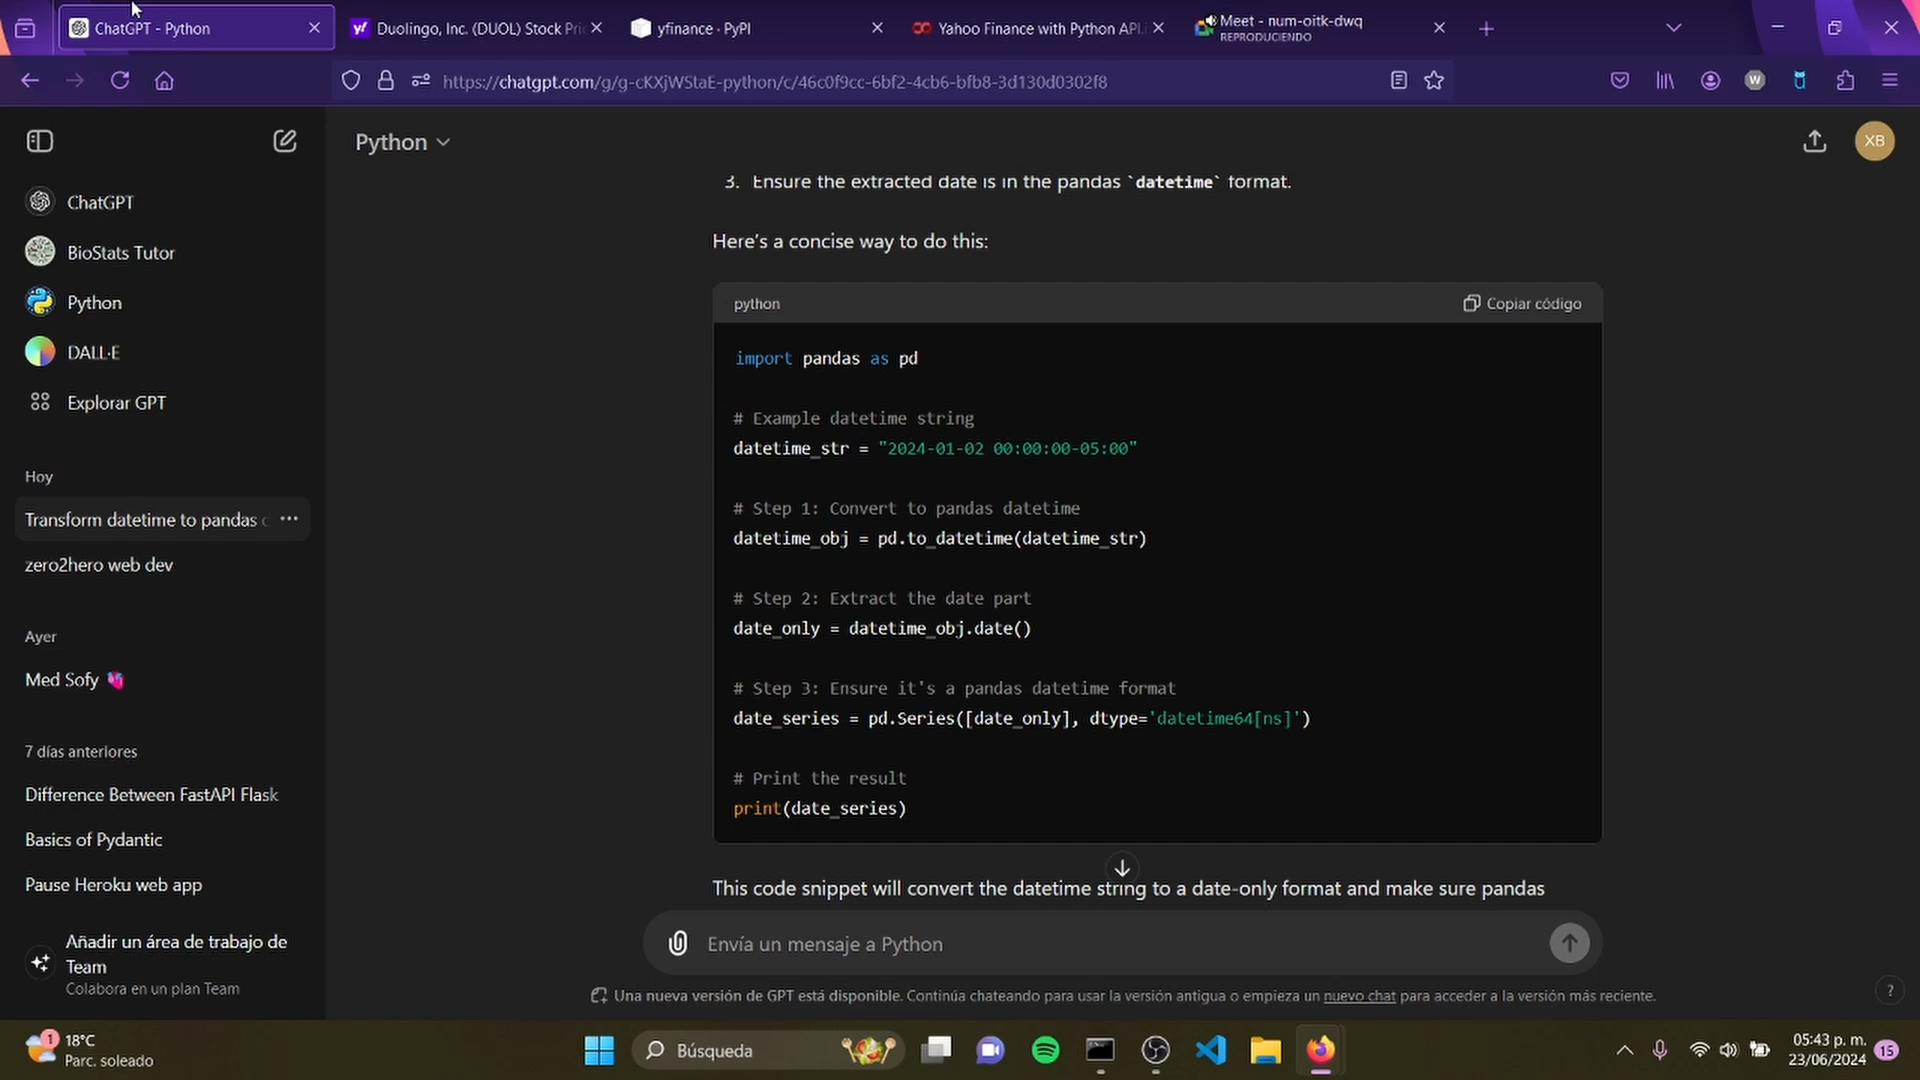 ChatGPT - Python
Duolingo, Inc. (DUOL) Stock Pri
yfinance · PyPI
Yahoo Finance with Python API.
Meet - num-oitk-dwq
REPRODUCIENDO
https://chatgpt.com/g/g-cKXjWStaE-python/c/46c0f9cc-6bf2-4cb6-bfb8-3d130d0302f8
W
Python
XB
ChatGPT
BioStats Tutor
Python
DALL·E
Explorar GPT
Hoy
Transform datetime to pandas
zero2hero web dev
Ayer
Med Sofy
7 días anteriores
Difference Between FastAPI Flask
Basics of Pydantic
Pause Heroku web app
Añadir un área de trabajo de
Team
Colabora en un plan Team
3. Ensure the extracted date is in the pandas `datetime` format.
Here's a concise way to do this:
python
Copiar código
import pandas as pd
# Example datetime string
datetime_str = "2024-01-02 00:00:00-05:00"
# Step 1: Convert to pandas datetime
datetime_obj = pd.to_datetime(datetime_str)
# Step 2: Extract the date part
date_only = datetime_obj.date()
# Step 3: Ensure it's a pandas datetime format
date_series = pd.Series([date_only], dtype='datetime64[ns]')
# Print the result
print(date_series)
This code snippet will convert the datetime string to a date-only format and make sure pandas
Envía un mensaje a Python
Una nueva versión de GPT está disponible. Continúa chateando para usar la versión antigua o empieza un nuevo chat para acceder a la versión más reciente.
?
1
18°C
Parc. soleado
Búsqueda
05:43 p. m.
23/06/2024
15